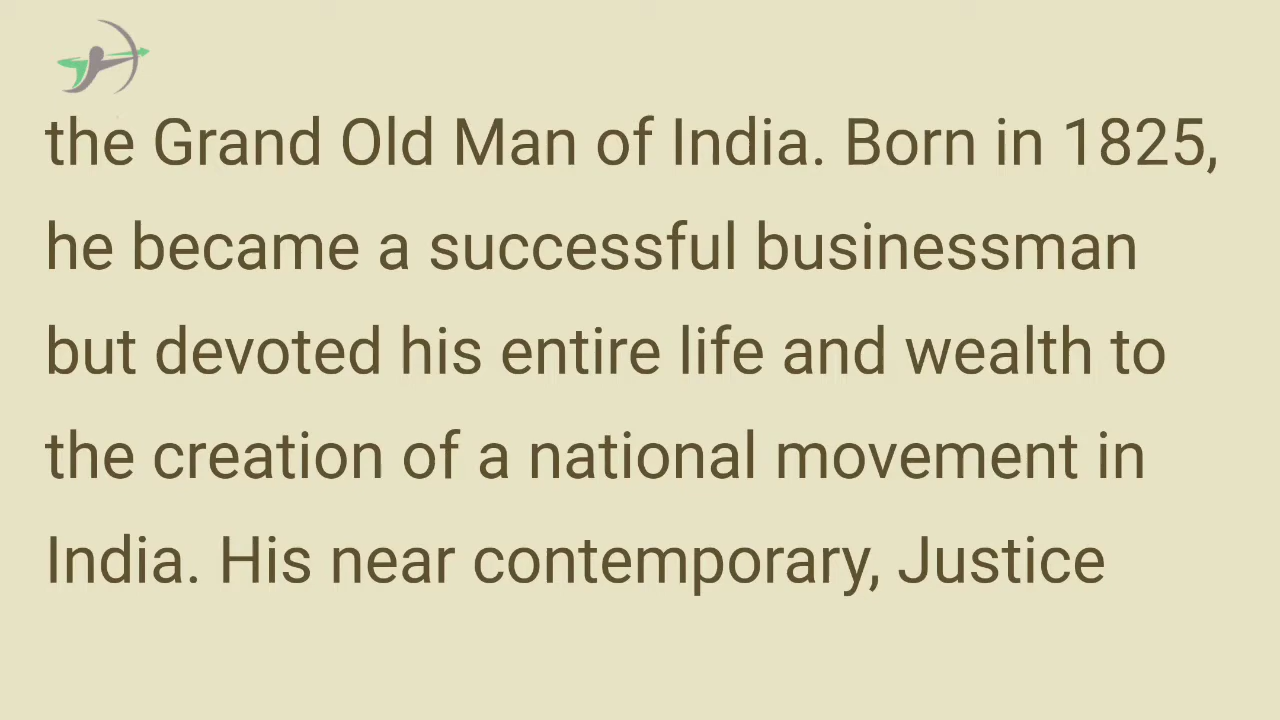 the Grand Old Man of India. Born in 1825,
he became a successful businessman
but devoted his entire life and wealth to
the creation of a national movement in
India. His near contemporary, Justice